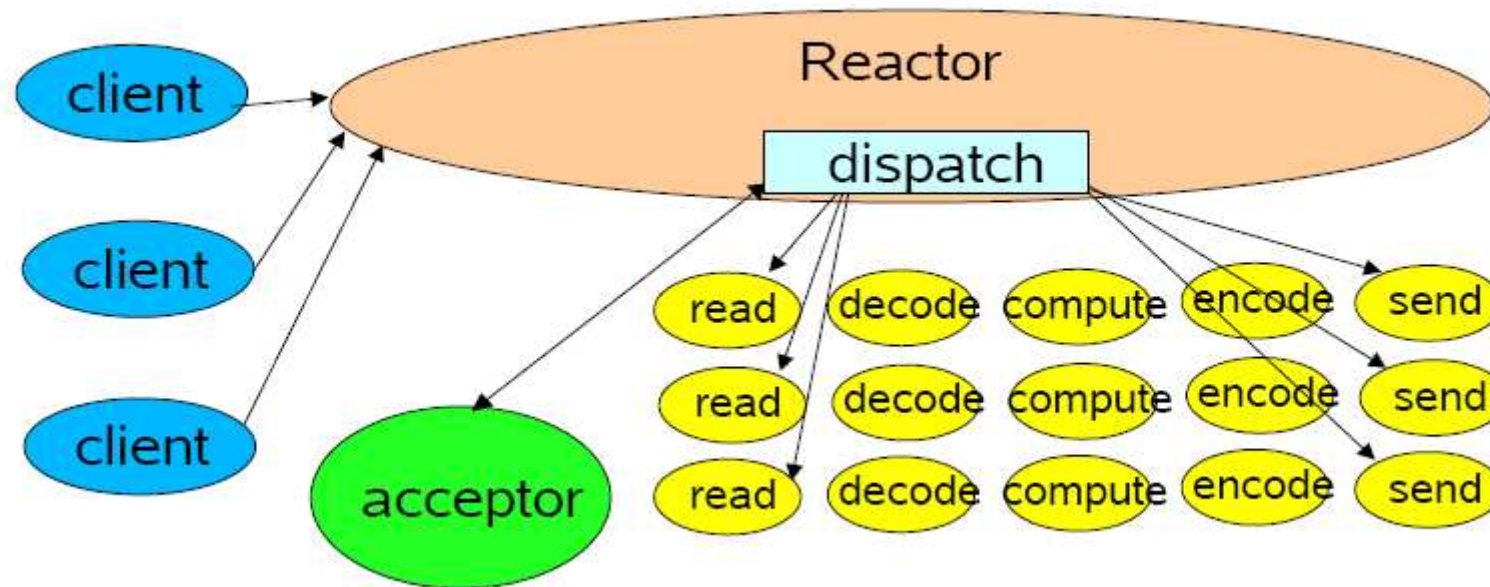 Reactor
client
dispatch
client
read decode compute encode send
read decode compute encode send
client
acceptor
read decode compute encode send